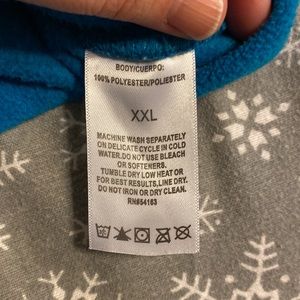 BODY/CUERPO:
100% POLYESTER/POLIESTER
XXL
MACHINE WASH SEPARATELY
ON DELICATE CYCLE IN COLD
WATER.DO NOT USE BLEACH
OR SOFTENERS.
TUMBLE DRY LOW HEAT OR
FOR BEST RESULTS,LINE DRY.
DO NOT IRON OR DRY CLEAN.
RN#54163